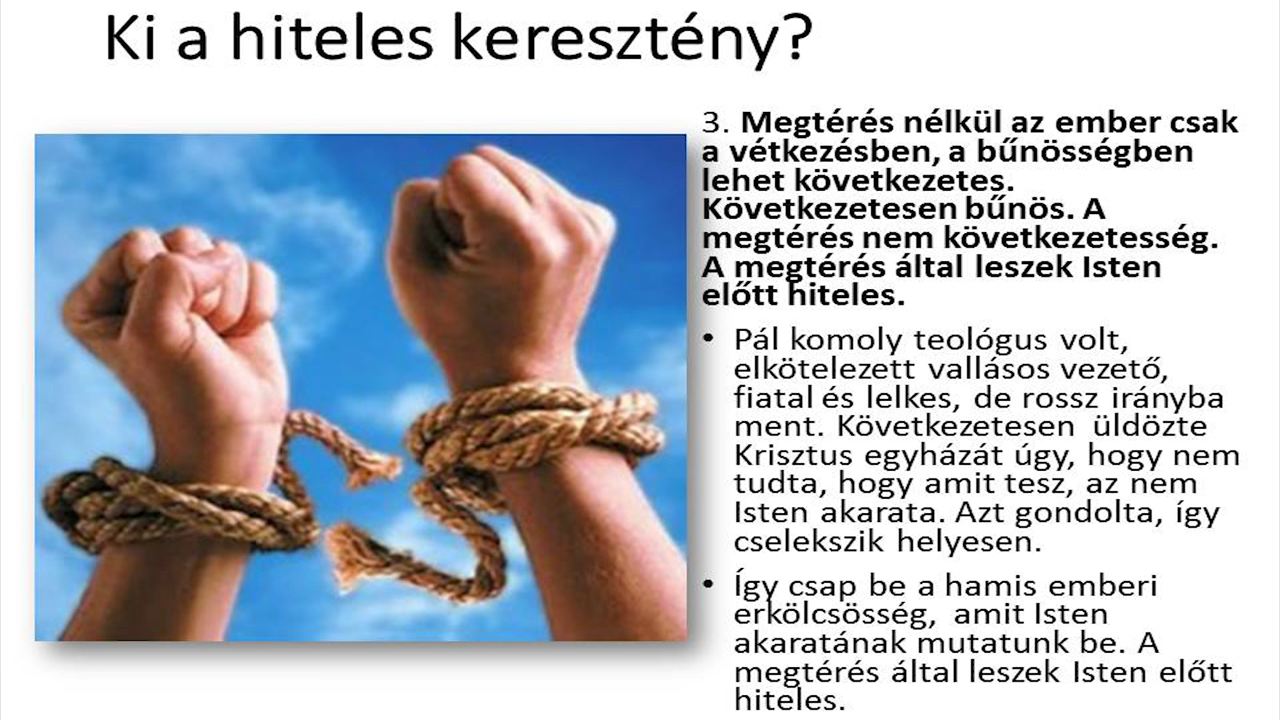 Ki a hiteles keresztény?
3. Megtérés nélkül az ember csak
a vétkezésben, a bűnösségben
lehet következetes.
Következetesen bűnös. A
megtérés nem következetesség.
A megtérés által leszek Isten
előtt hiteles.
• Pál komoly teológus volt,
elkötelezett vallásos vezető,
fiatal és lelkes, de rossz irányba
ment. Következetesen üldözte
Krisztus egyházát úgy, hogy nem
tudta, hogy amit tesz, az nem
Isten akarata. Azt gondolta, így
cselekszik helyesen.
• Így csap be a hamis emberi
erkölcsösség, amit Isten
akaratának mutatunk be. A
megtérés által leszek Isten előtt
hiteles.